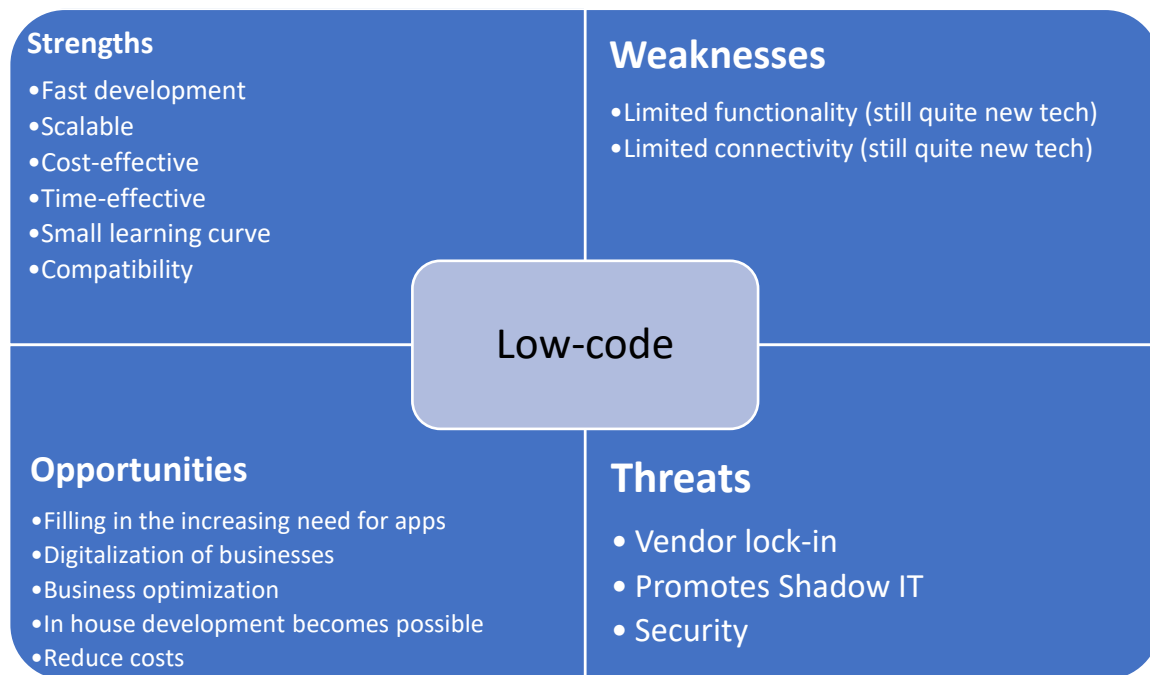 Strengths
•Fast development
•Scalable
•Cost-effective
•Time-effective
•Small learning curve
•Compatibility
Weaknesses
•Limited functionality (still quite new tech)
•Limited connectivity (still quite new tech)
Low-code
Opportunities
•Filling in the increasing need for apps
•Digitalization of businesses
•Business optimization
•In house development becomes possible
•Reduce costs
Threats
• Vendor lock-in
• Promotes Shadow IT
• Security